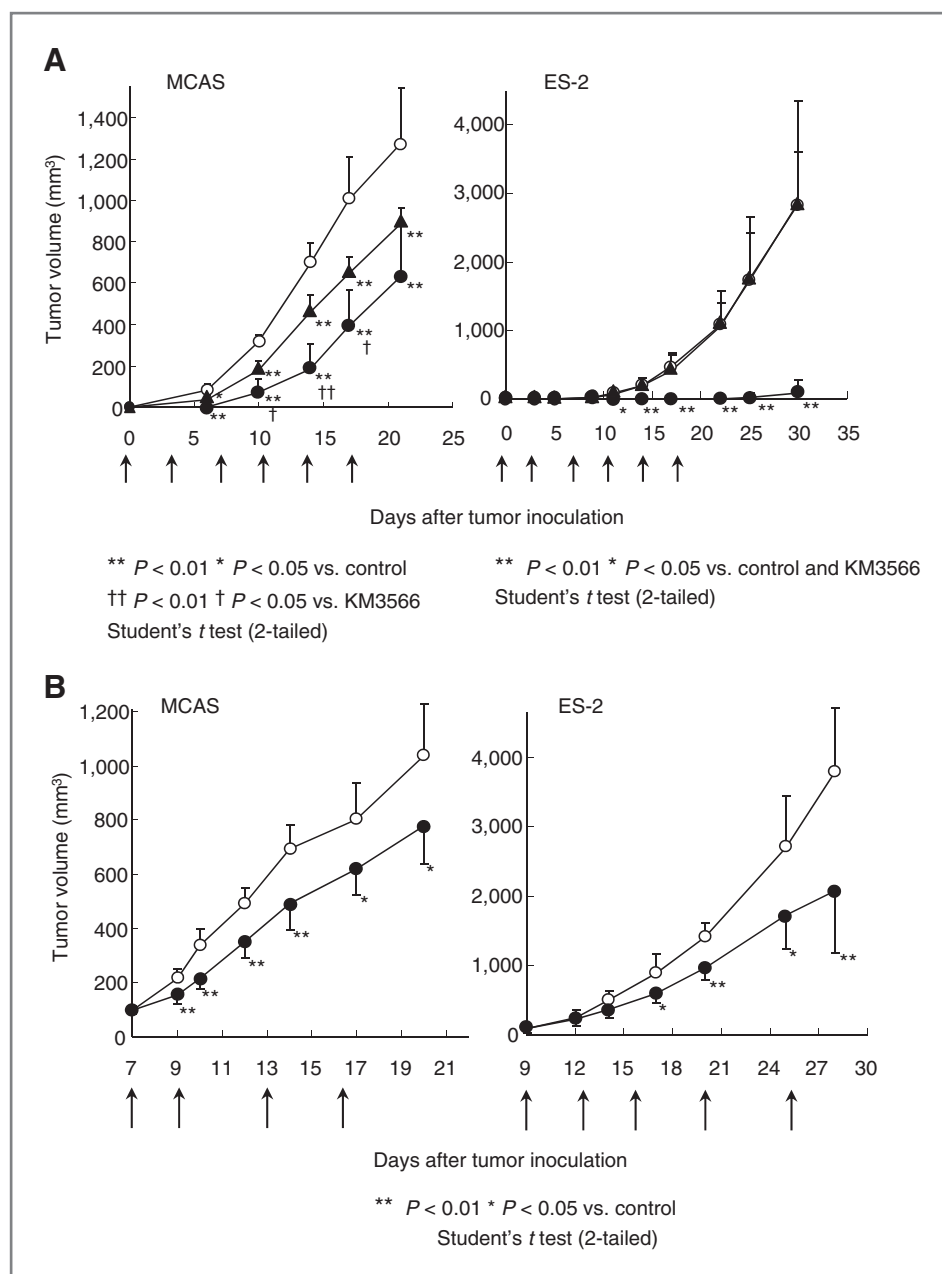 A
MCAS
ES-2
Tumor volume (mm³)
1,400
1,200
1,000
800
600
400
200
0
** ** ** ** **
* ** ** ** **
† †† †
0 5 10 15 20 25
4,000
3,000
2,000
1,000
0
* ** ** ** ** **
0 5 10 15 20 25 30 35
Days after tumor inoculation
** P < 0.01 * P < 0.05 vs. control
†† P < 0.01 † P < 0.05 vs. KM3566
Student's t test (2-tailed)
** P < 0.01 * P < 0.05 vs. control and KM3566
Student's t test (2-tailed)
B
MCAS
ES-2
Tumor volume (mm³)
1,200
1,000
800
600
400
200
0
** ** ** ** * *
7 9 11 13 15 17 19 21
4,000
3,000
2,000
1,000
0
* ** * **
9 12 15 18 21 24 27 30
Days after tumor inoculation
** P < 0.01 * P < 0.05 vs. control
Student's t test (2-tailed)